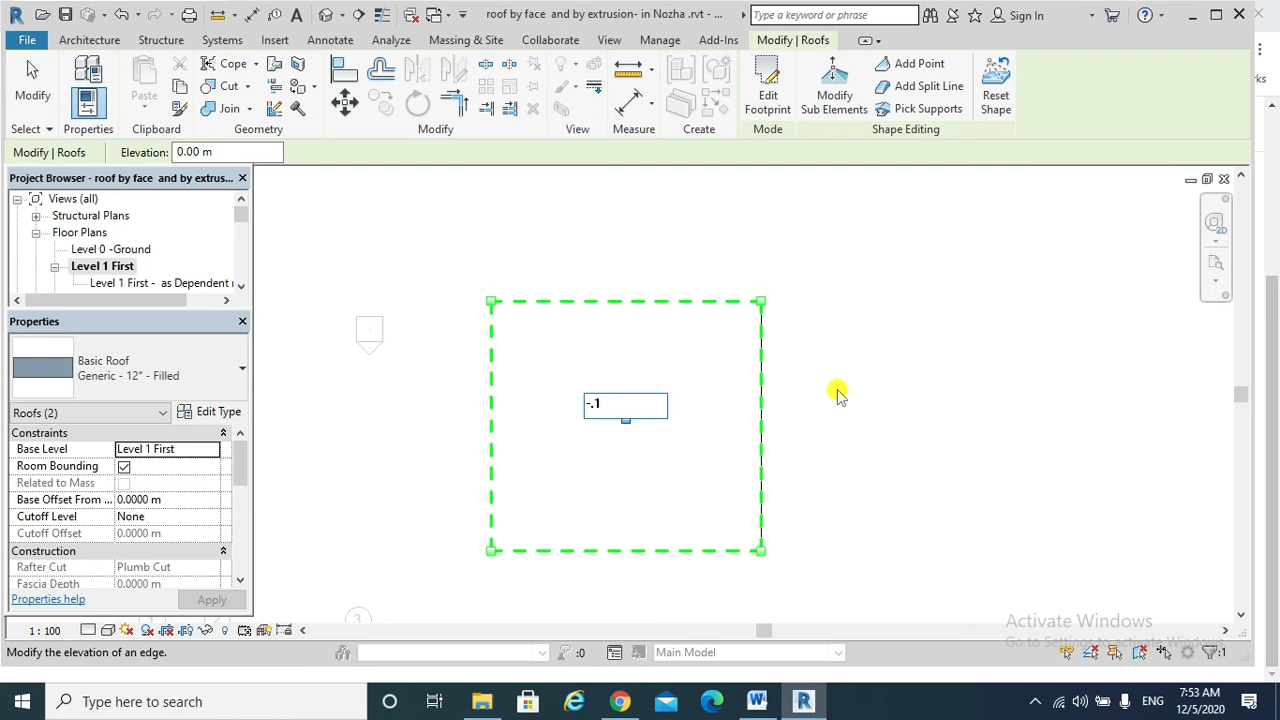 roof by face  and by extrusion- in Nozha .rvt - ...
Type a keyword or phrase
Sign In
File
Architecture
Structure
Systems
Insert
Annotate
Analyze
Massing & Site
Collaborate
View
Manage
Add-Ins
Modify | Roofs
Modify
Paste
Cope
Cut
Join
Edit
Footprint
Modify
Sub Elements
Add Point
Add Split Line
Pick Supports
Reset
Shape
Select
Properties
Clipboard
Geometry
Modify
View
Measure
Create
Mode
Shape Editing
Modify | Roofs
Elevation:
0.00 m
Project Browser - roof by face  and by extrus...
Views (all)
Structural Plans
Floor Plans
Level 0 -Ground
Level 1 First
Level 1 First -  as Dependent
Properties
Basic Roof
Generic - 12" - Filled
Roofs (2)
Edit Type
Constraints
Base Level
Level 1 First
Room Bounding
Related to Mass
Base Offset From ...
0.0000 m
Cutoff Level
None
Cutoff Offset
0.0000 m
Construction
Rafter Cut
Plumb Cut
Fascia Depth
0.0000 m
Properties help
Apply
-.1
3
Activate Windows
Go to Settings to activate Windows.
1 : 100
Modify the elevation of an edge.
:0
Main Model
:1
Type here to search
ENG
7:53 AM
12/5/2020